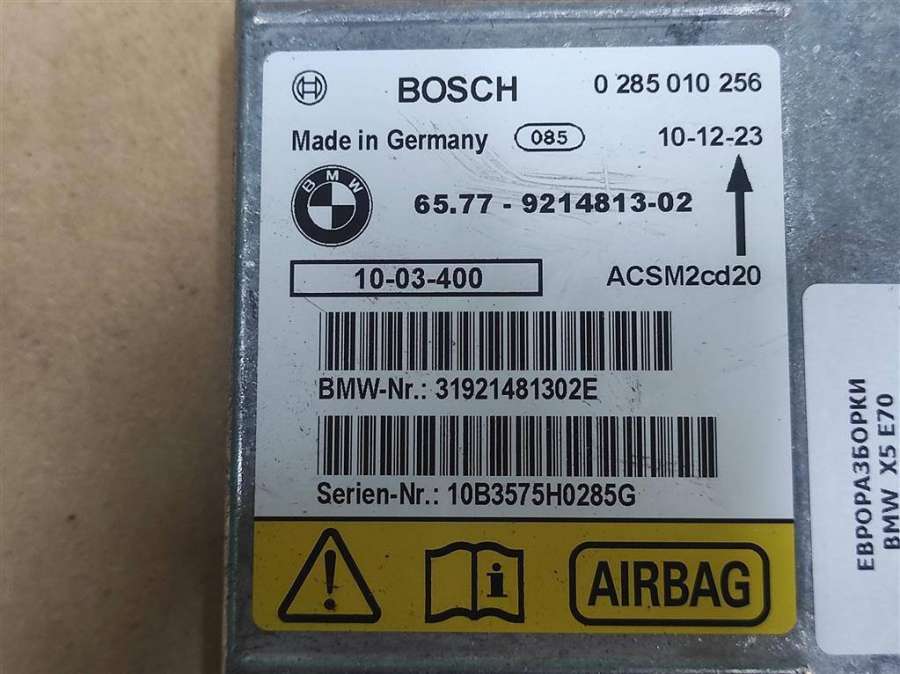 BOSCH 0 285 010 256
Made in Germany 085 10-12-23
BMW
65.77 - 9214813-02
10-03-400 ACSM2cd20
BMW-Nr.: 31921481302E
Serien-Nr.: 10B3575H0285G
AIRBAG
ЕВРОРАЗБОРКИ
BMW X5 E70